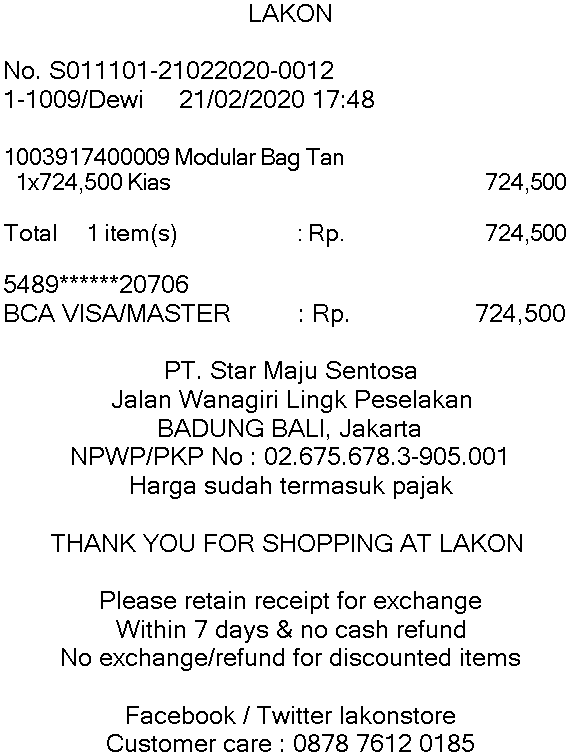 LAKON
No. S011101-21022020-0012
1-1009/Dewi 21/02/2020 17:48
1003917400009 Modular Bag Tan
1x724,500 Kias 724,500
Total 1 item(s) : Rp. 724,500
5489******20706
BCA VISA/MASTER : Rp. 724,500
PT. Star Maju Sentosa
Jalan Wanagiri Lingk Peselakan
BADUNG BALI, Jakarta
NPWP/PKP No : 02.675.678.3-905.001
Harga sudah termasuk pajak
THANK YOU FOR SHOPPING AT LAKON
Please retain receipt for exchange
Within 7 days & no cash refund
No exchange/refund for discounted items
Facebook / Twitter lakonstore
Customer care : 0878 7612 0185